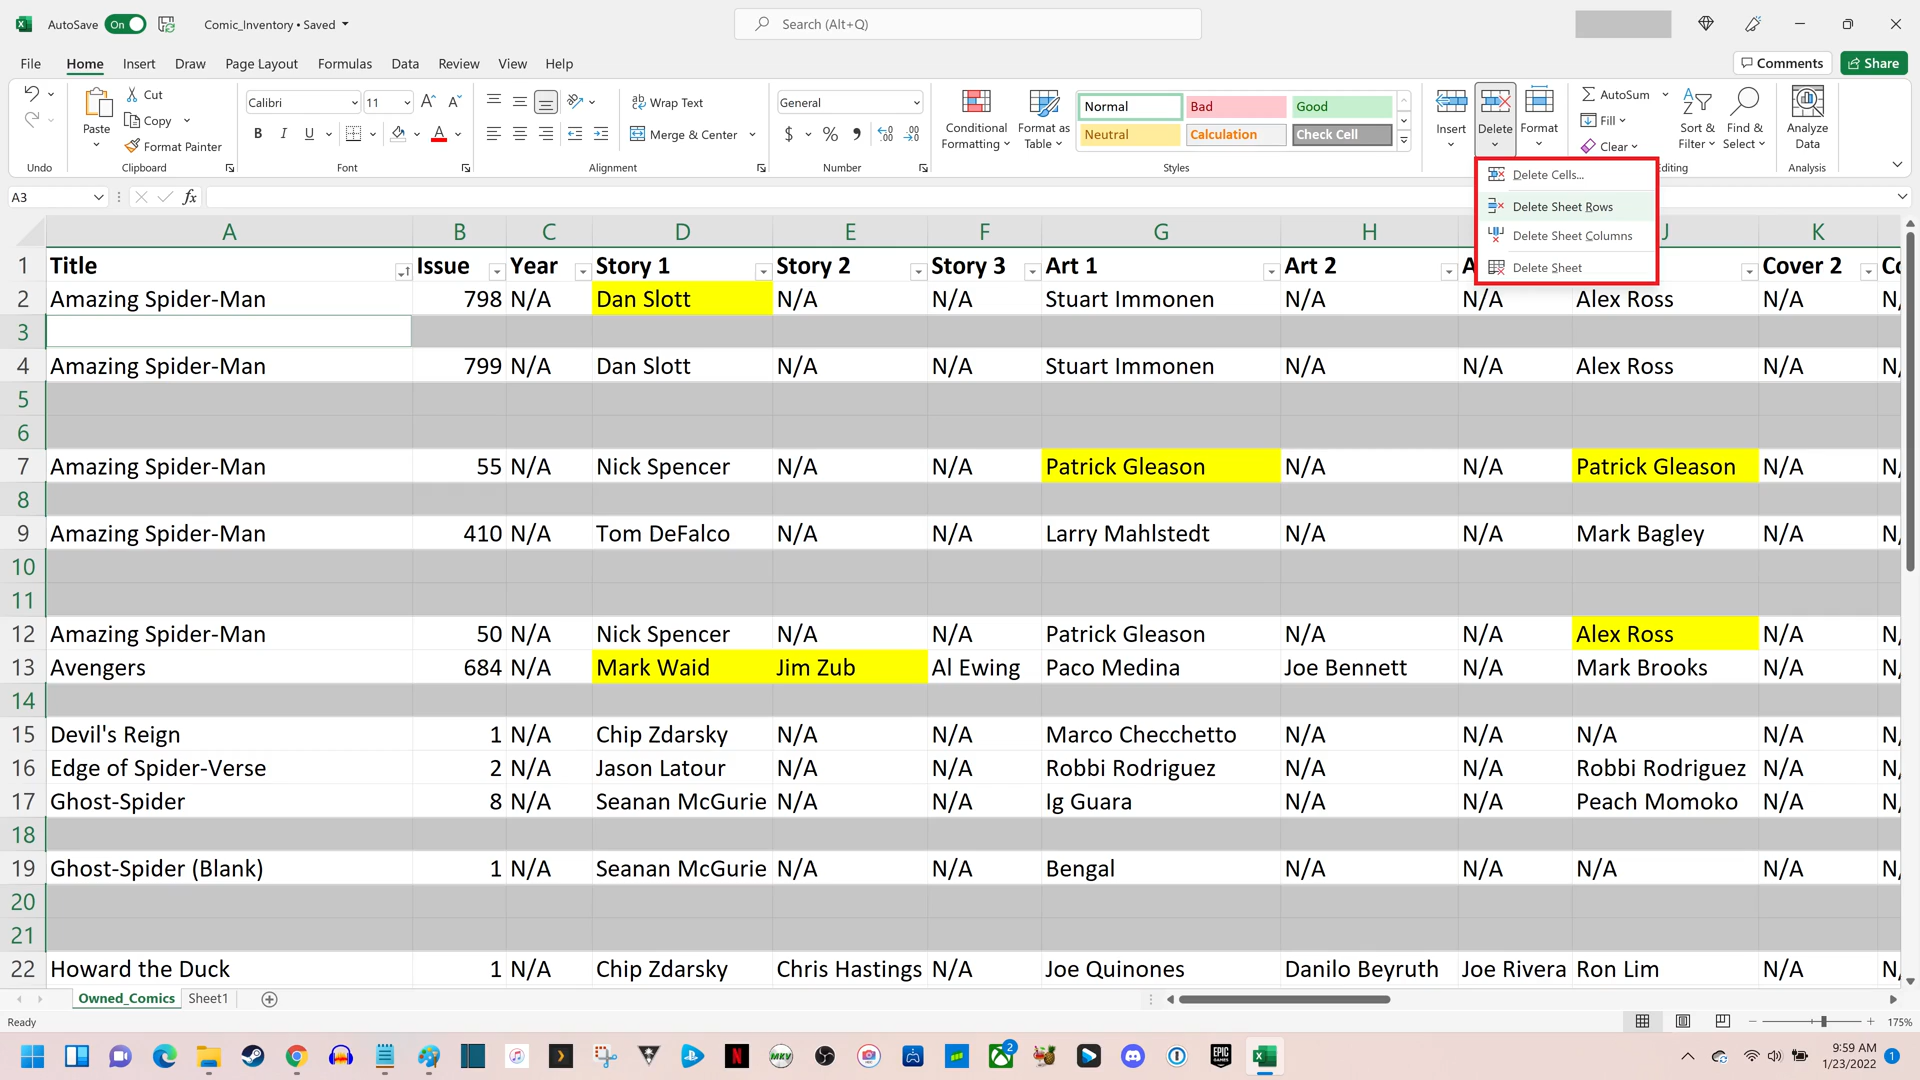 AutoSave On Comic_Inventory • Saved Search (Alt+Q)
File Home Insert Draw Page Layout Formulas Data Review View Help Comments Share
Paste Cut Copy Format Painter
Calibri 11
B I U A
Wrap Text
Merge & Center
General
$ %
Conditional Formatting Format as Table
Normal Bad Good
Neutral Calculation Check Cell
Insert Delete Format
AutoSum
Fill
Clear
Sort & Filter Find & Select Analyze Data
Undo Clipboard Font Alignment Number Styles Editing Analysis
Delete Cells...
Delete Sheet Rows
Delete Sheet Columns
Delete Sheet
A3 fx
A B C D E F G H J K
1 Title Issue Year Story 1 Story 2 Story 3 Art 1 Art 2 A Cover 2 Co
2 Amazing Spider-Man 798 N/A Dan Slott N/A N/A Stuart Immonen N/A N/A Alex Ross N/A N/
3
4 Amazing Spider-Man 799 N/A Dan Slott N/A N/A Stuart Immonen N/A N/A Alex Ross N/A N/
5
6
7 Amazing Spider-Man 55 N/A Nick Spencer N/A N/A Patrick Gleason N/A N/A Patrick Gleason N/A N/
8
9 Amazing Spider-Man 410 N/A Tom DeFalco N/A N/A Larry Mahlstedt N/A N/A Mark Bagley N/A N/
10
11
12 Amazing Spider-Man 50 N/A Nick Spencer N/A N/A Patrick Gleason N/A N/A Alex Ross N/A N/
13 Avengers 684 N/A Mark Waid Jim Zub Al Ewing Paco Medina Joe Bennett N/A Mark Brooks N/A N/
14
15 Devil's Reign 1 N/A Chip Zdarsky N/A N/A Marco Checchetto N/A N/A N/A N/A N/
16 Edge of Spider-Verse 2 N/A Jason Latour N/A N/A Robbi Rodriguez N/A N/A Robbi Rodriguez N/A N/
17 Ghost-Spider 8 N/A Seanan McGurie N/A N/A Ig Guara N/A N/A Peach Momoko N/A N/
18
19 Ghost-Spider (Blank) 1 N/A Seanan McGurie N/A N/A Bengal N/A N/A N/A N/A N/
20
21
22 Howard the Duck 1 N/A Chip Zdarsky Chris Hastings N/A Joe Quinones Danilo Beyruth Joe Rivera Ron Lim N/A N/
Owned_Comics Sheet1
Ready 175%
N MKV 2 EPIC GAMES 9:59 AM
1/23/2022 1